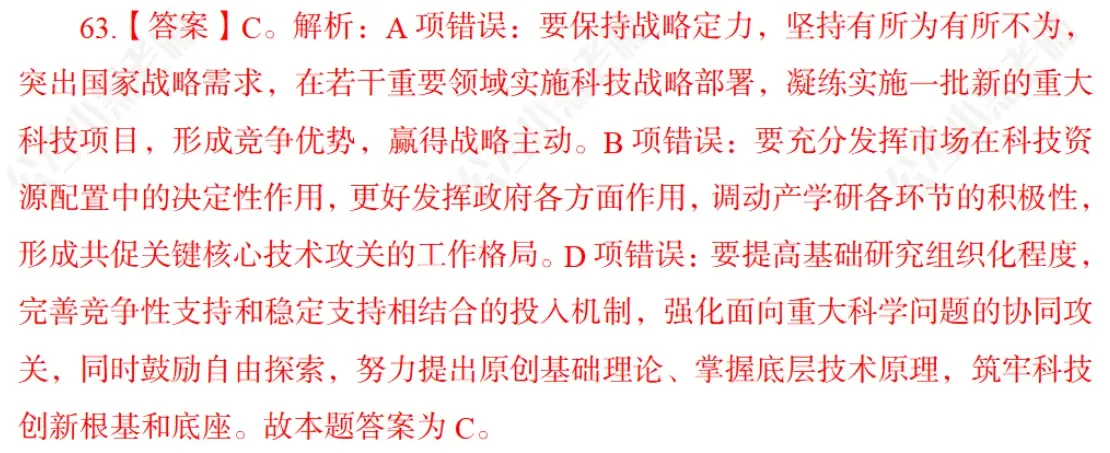 63.【答案】C。解析：A 项错误：要保持战略定力，坚持有所为有所不为，
突出国家战略需求，在若干重要领域实施科技战略部署，凝练实施一批新的重大
科技项目，形成竞争优势，赢得战略主动。B 项错误：要充分发挥市场在科技资
源配置中的决定性作用，更好发挥政府各方面作用，调动产学研各环节的积极性，
形成共促关键核心技术攻关的工作格局。D 项错误：要提高基础研究组织化程度，
完善竞争性支持和稳定支持相结合的投入机制，强化面向重大科学问题的协同攻
关，同时鼓励自由探索，努力提出原创基础理论、掌握底层技术原理，筑牢科技
创新根基和底座。故本题答案为 C。